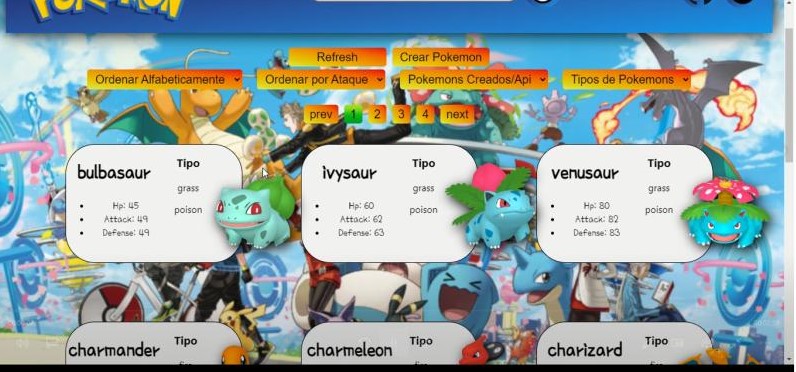 POKÉMON
Refresh Crear Pokemon
Ordenar Alfabeticamente Ordenar por Ataque Pokemons Creados/Api Tipos de Pokemons
prev 1 2 3 4 next
bulbasaur Tipo
grass
poison
Hp: 45
Attack: 49
Defense: 49
ivysaur Tipo
grass
poison
Hp: 60
Attack: 62
Defense: 63
venusaur Tipo
grass
poison
Hp: 80
Attack: 82
Defense: 83
charmander Tipo
charmeleon Tipo
charizard Tipo